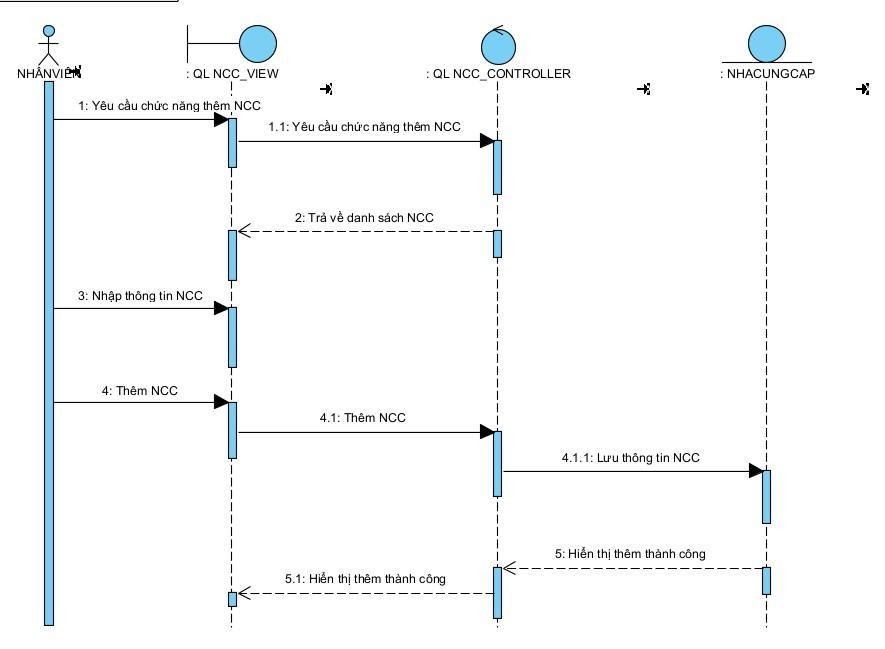 NHÂNVIÊN
: QL NCC_VIEW
: QL NCC_CONTROLLER
: NHACUNGCAP
1: Yêu cầu chức năng thêm NCC
1.1: Yêu cầu chức năng thêm NCC
2: Trả về danh sách NCC
3: Nhập thông tin NCC
4: Thêm NCC
4.1: Thêm NCC
4.1.1: Lưu thông tin NCC
5: Hiển thị thêm thành công
5.1: Hiển thị thêm thành công